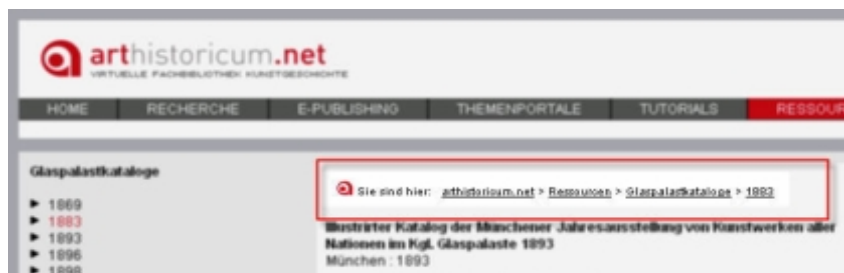 arthistoricum.net
VIRTUELLE FACHBIBLIOTHEK KUNSTGESCHICHTE
HOME RECHERCHE E-PUBLISHING THEMENPORTALE TUTORIALS RESSOUR
Glaspalastkataloge
Sie sind hier: arthistoricum.net > Ressourcen > Glaspalastkataloge > 1883
► 1869
► 1883
► 1893
► 1896
► 1898
Illustrirter Katalog der Münchener Jahresausstellung von Kunstwerken aller
Nationen im Kgl. Glaspalaste 1893
München : 1893